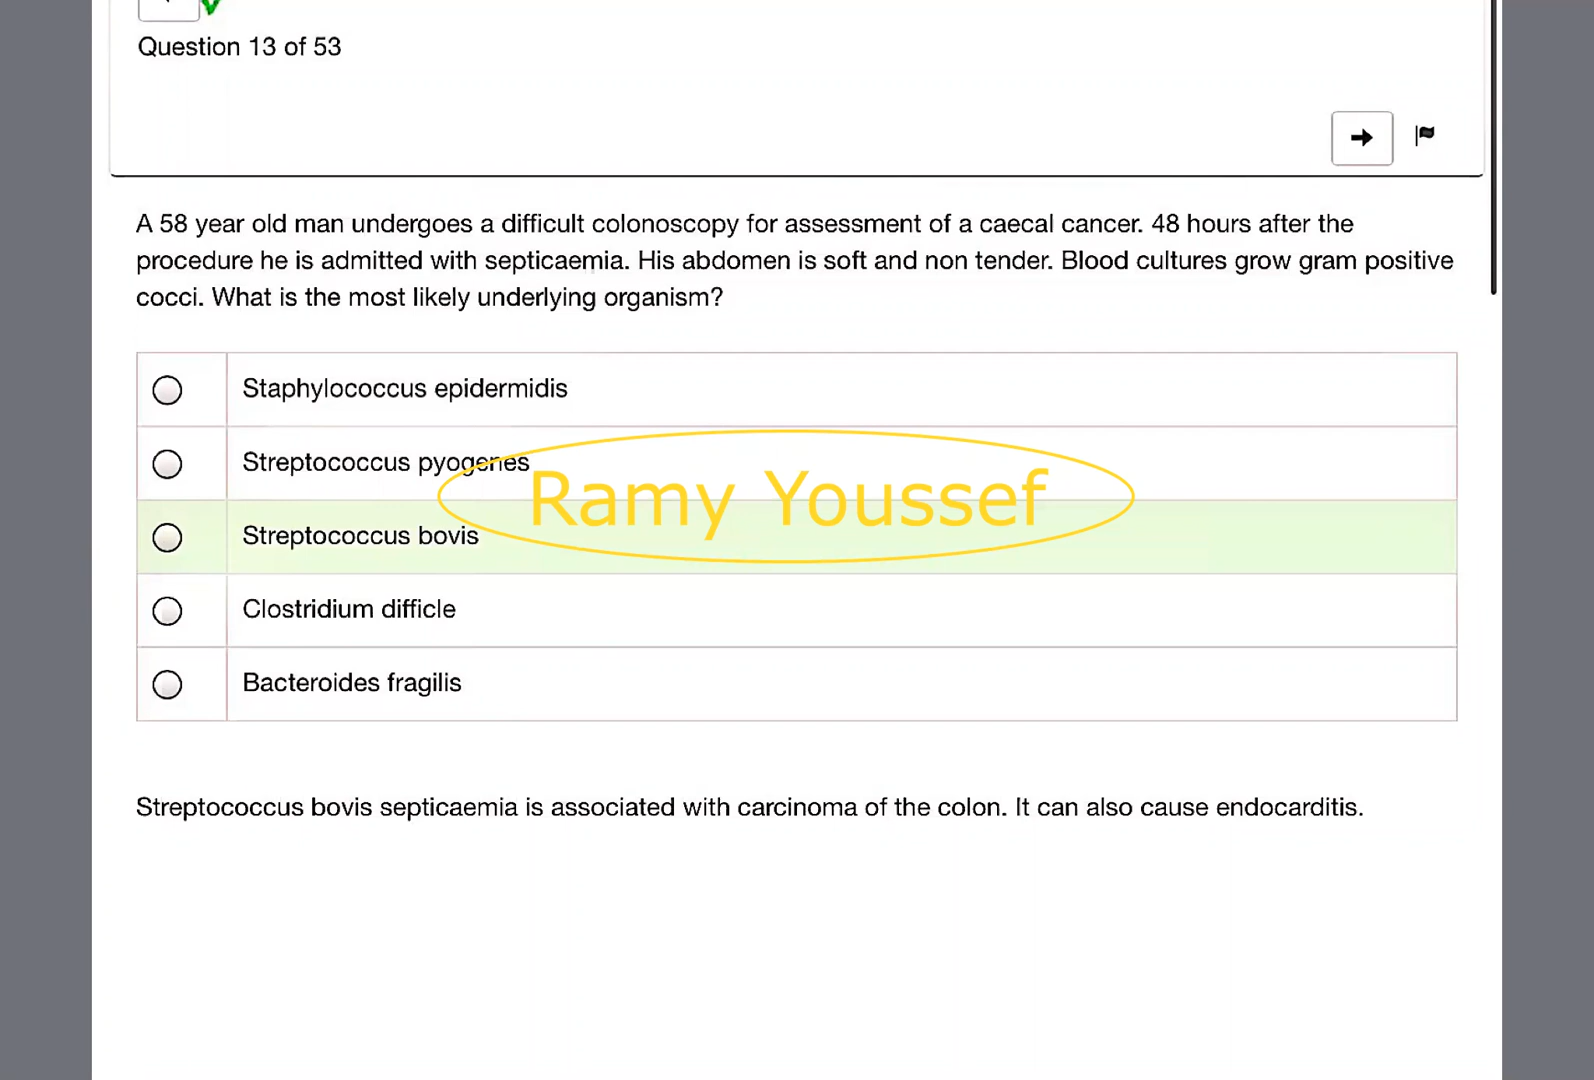 Question 13 of 53
A 58 year old man undergoes a difficult colonoscopy for assessment of a caecal cancer. 48 hours after the
procedure he is admitted with septicaemia. His abdomen is soft and non tender. Blood cultures grow gram positive
cocci. What is the most likely underlying organism?
Staphylococcus epidermidis
Streptococcus pyogenes
Ramy Youssef
Streptococcus bovis
Clostridium difficle
Bacteroides fragilis
Streptococcus bovis septicaemia is associated with carcinoma of the colon. It can also cause endocarditis.